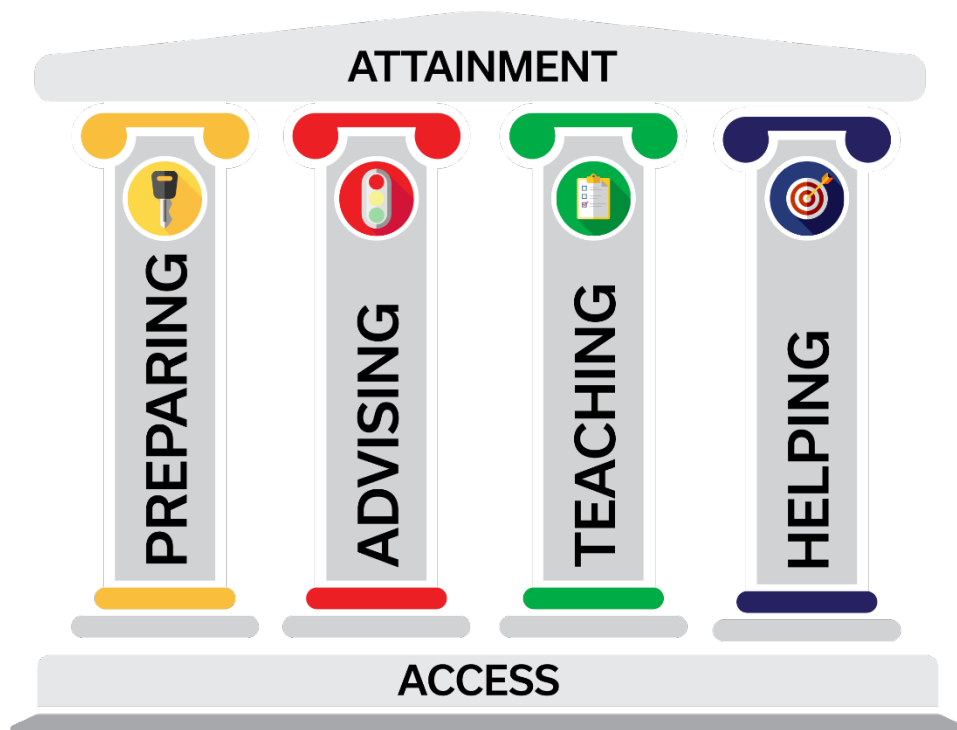 ATTAINMENT
PREPARING
ADVISING
TEACHING
HELPING
ACCESS